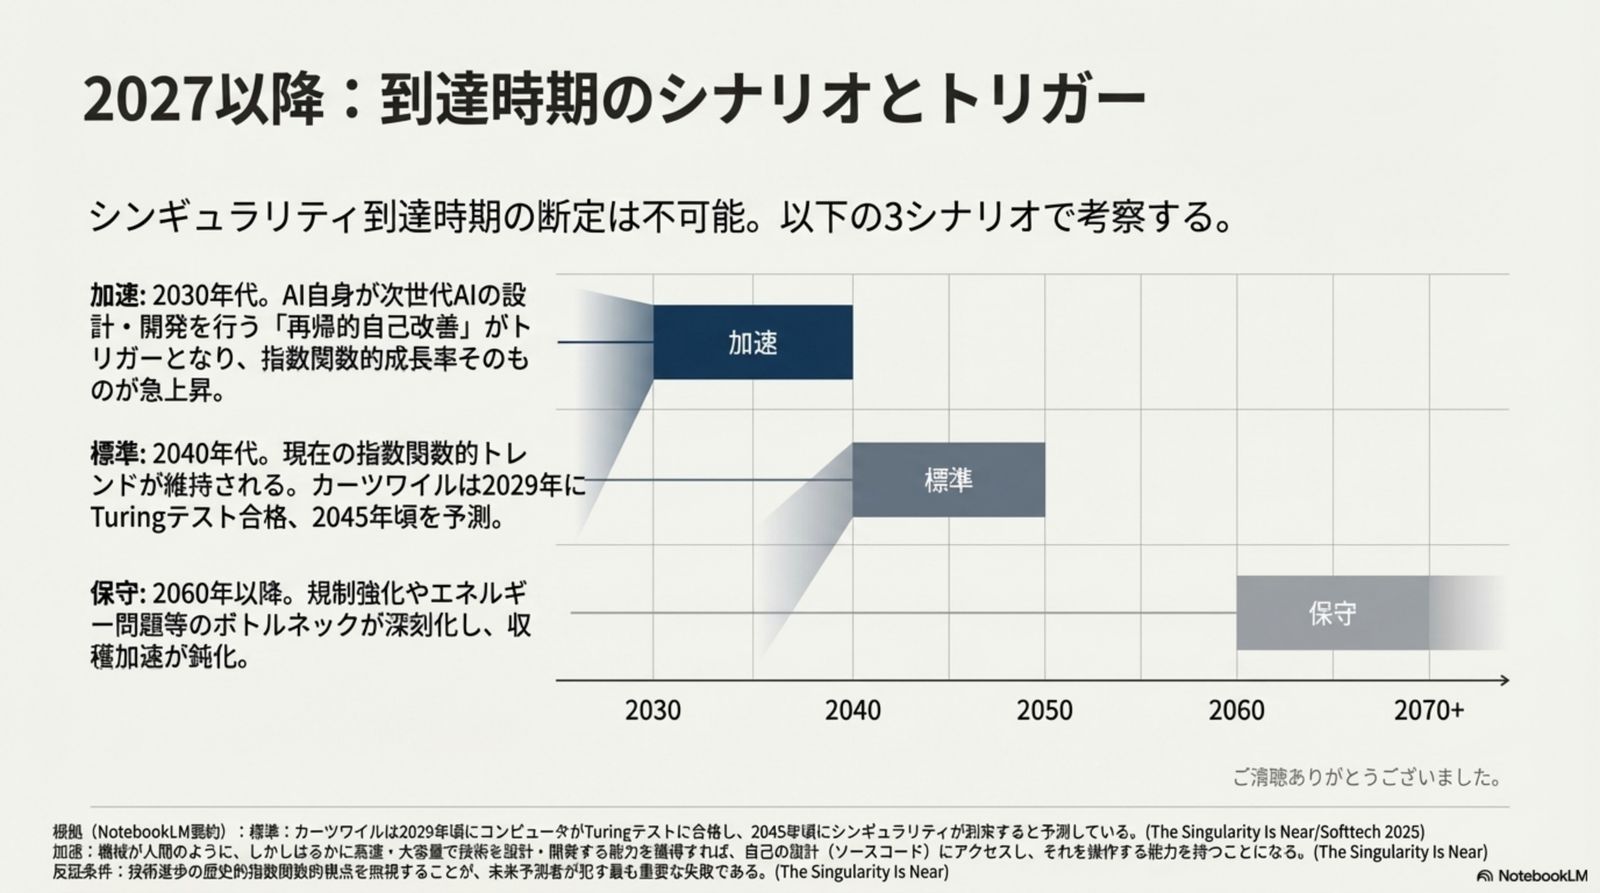 2027以降：到達時期のシナリオとトリガー
シンギュラリティ到達時期の断定は不可能。以下の3シナリオで考察する。
加速: 2030年代。AI自身が次世代AIの設
計・開発を行う「再帰的自己改善」がト
リガーとなり、指数関数的成長率そのも
のが急上昇。
標準: 2040年代。現在の指数関数的トレ
ンドが維持される。カーツワイルは2029年に
Turingテスト合格、2045年頃を予測。
保守: 2060年以降。規制強化やエネルギ
ー問題等のボトルネックが深刻化し、収
穫加速が鈍化。
加速
標準
保守
2030 2040 2050 2060 2070+
ご清聴ありがとうございました。
根拠（NotebookLM要約）：標準：カーツワイルは2029年頃にコンピュータがTuringテストに合格し、2045年頃にシンギュラリティが到来すると予測している。(The Singularity Is Near/Softtech 2025)
加速：機械が人間のように、しかしはるかに高速・大容量で技術を設計・開発する能力を獲得すれば、自己の設計（ソースコード）にアクセスし、それを操作する能力を持つことになる。(The Singularity Is Near)
反証条件：技術進歩の歴史的指数関数的視点を無視することが、未来予測者が犯す最も重要な失敗である。(The Singularity Is Near)
NotebookLM